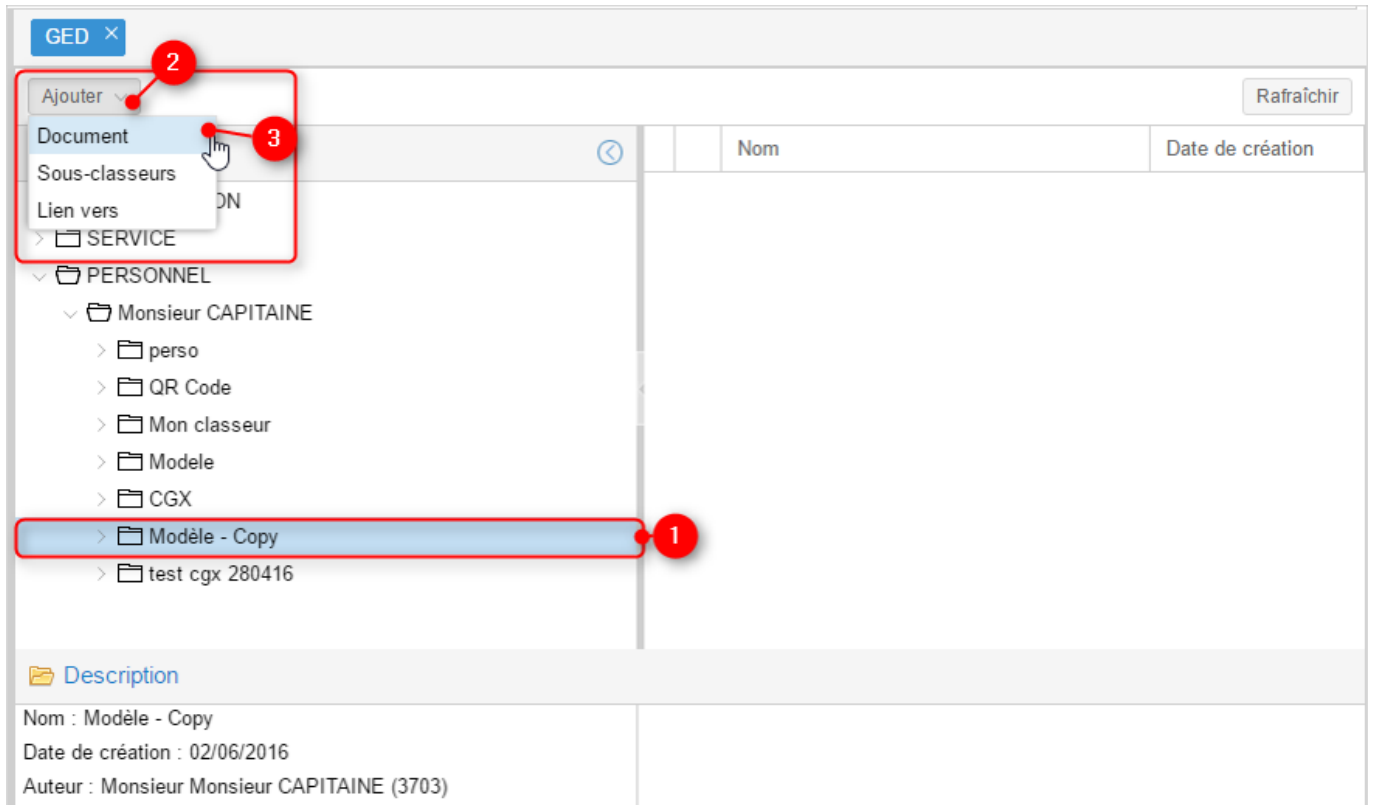 GED ×
2
Ajouter
Rafraîchir
Document
3
Nom
Date de création
Sous-classeurs
Lien vers
ON
SERVICE
PERSONNEL
Monsieur CAPITAINE
perso
QR Code
Mon classeur
Modele
CGX
Modèle - Copy
1
test cgx 280416
Description
Nom : Modèle - Copy
Date de création : 02/06/2016
Auteur : Monsieur Monsieur CAPITAINE (3703)